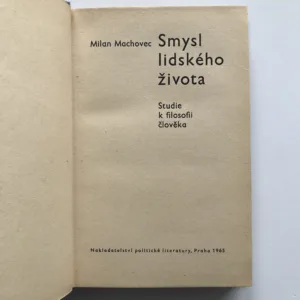 Milan Machovec Smysl
lidského
života
Studie
k filosofii
člověka
Nakladatelství politické literatury, Praha 1965